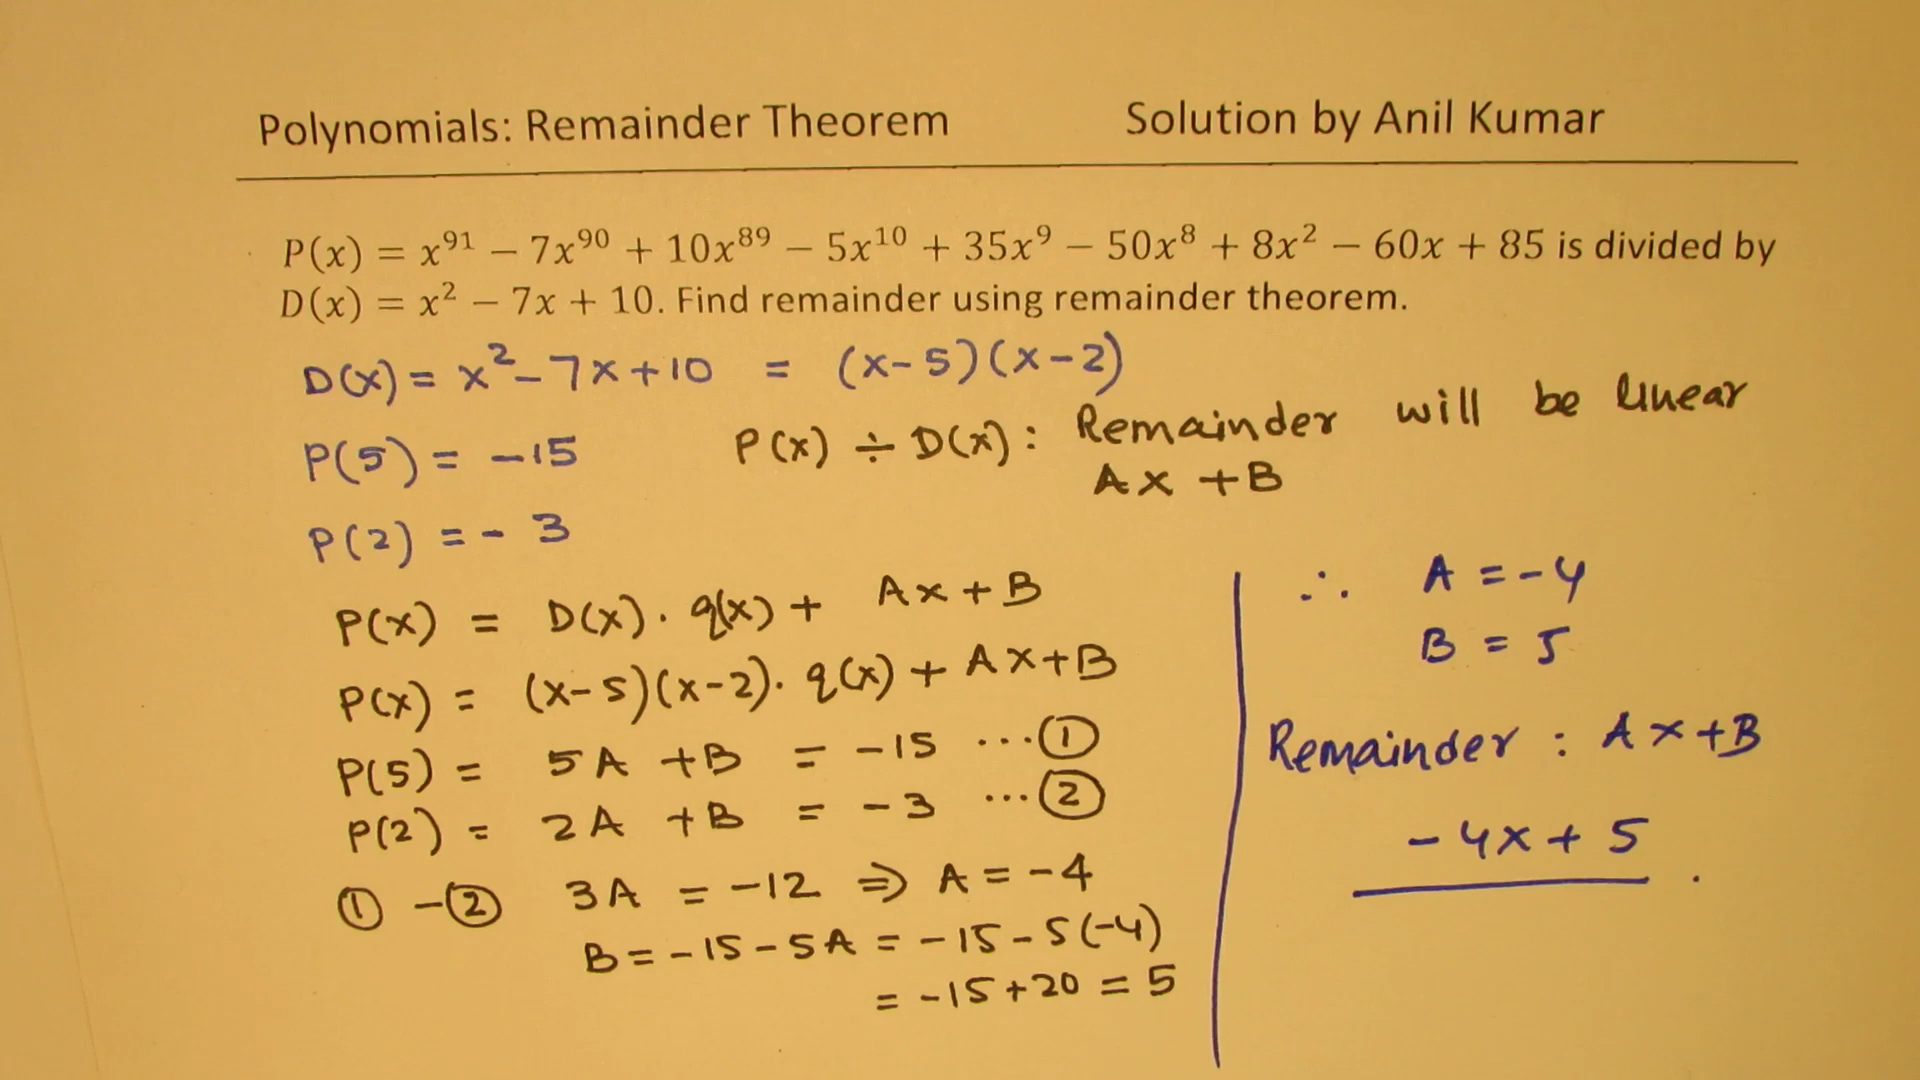 Polynomials: Remainder Theorem Solution by Anil Kumar
P(x) = x⁹¹ − 7x⁹⁰ + 10x⁸⁹ − 5x¹⁰ + 35x⁹ − 50x⁸ + 8x² − 60x + 85 is divided by
D(x) = x² − 7x + 10. Find remainder using remainder theorem.
D(x) = x² − 7x + 10 = (x−5)(x−2)
P(5) = −15
P(x) ÷ D(x): Remainder will be linear
Ax + B
P(2) = − 3
P(x) = D(x). q(x) + Ax + B
P(x) = (x−5)(x−2). q(x) + Ax+B
P(5) = 5A + B = −15 ...①
P(2) = 2A + B = −3 ...②
① − ② 3A = −12 ⇒ A = −4
B = −15 − 5A = −15 − 5(−4)
= −15 + 20 = 5
∴ A = −4
B = 5
Remainder : Ax+B
−4x + 5 .